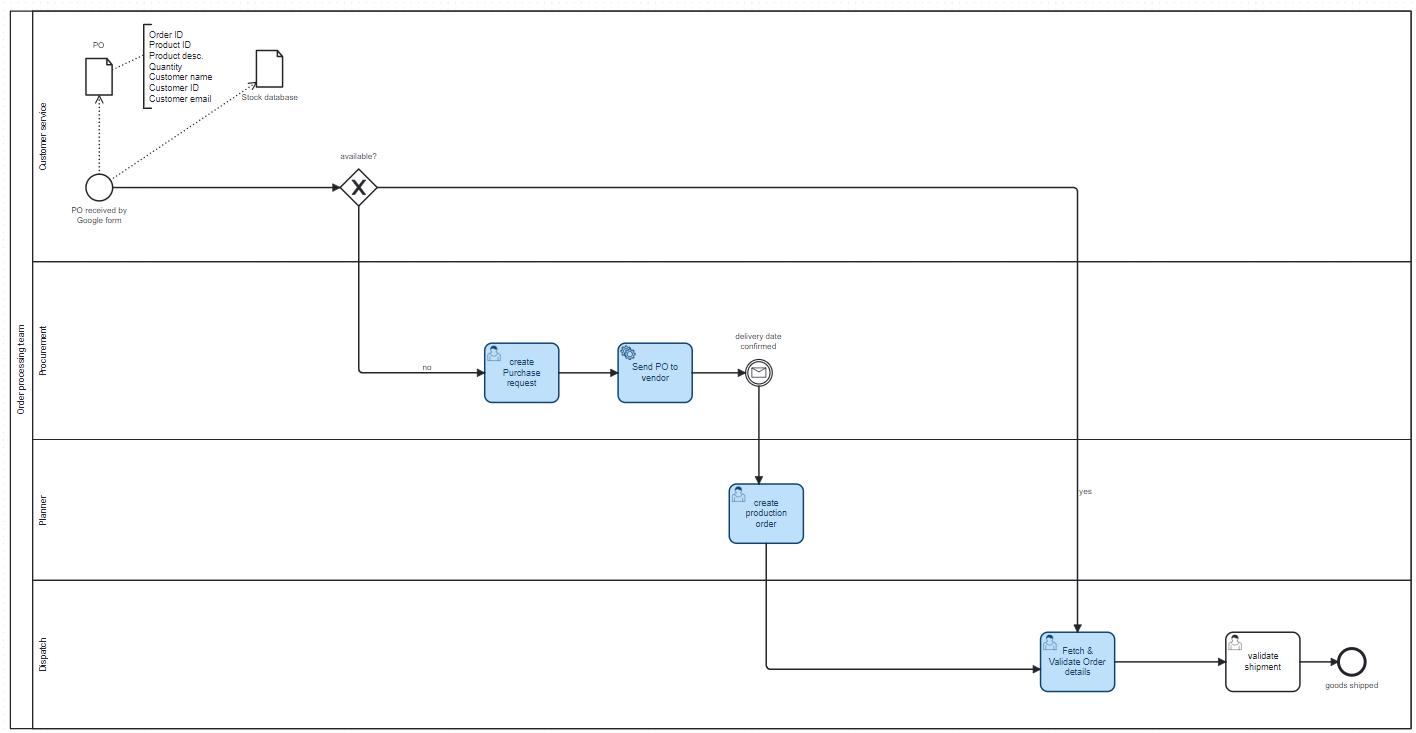 Order processing team
Customer service
PO
Order ID
Product ID
Product desc.
Quantity
Customer name
Customer ID
Customer email
Stock database
PO received by
Google form
available?
X
Procurement
no
create
Purchase
request
Send PO to
vendor
delivery date
confirmed
Planner
create
production
order
yes
Dispatch
Fetch &
Validate Order
details
validate
shipment
goods shipped